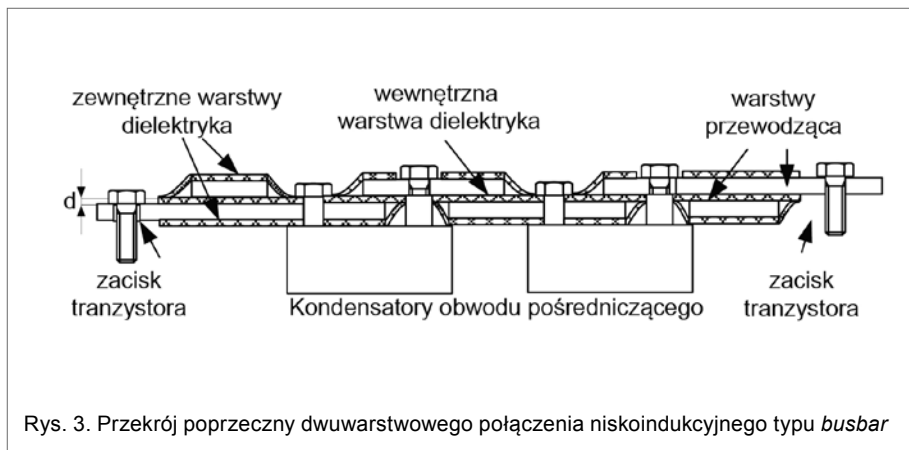 zewnętrzne warstwy
dielektryka
wewnętrzna
warstwa dielektryka
warstwy
przewodząca
d
zacisk
tranzystora
Kondensatory obwodu pośredniczącego
zacisk
tranzystora
Rys. 3. Przekrój poprzeczny dwuwarstwowego połączenia niskoindukcyjnego typu busbar